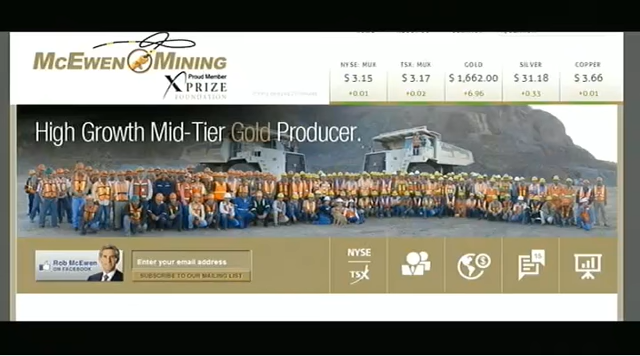 McEWEN MINING
Proud Member
XPRIZE
FOUNDATION
NYSE: MUX
$ 3.15
+0.01
TSX: MUX
$ 3.17
+0.02
GOLD
$ 1,662.00
+6.96
SILVER
$ 31.18
+0.33
COPPER
$ 3.66
+0.01
High Growth Mid-Tier Gold Producer.
Rob McEwen
ON FACEBOOK
Enter your email address
SUBSCRIBE TO OUR MAILING LIST
NYSE
TSX
$
15